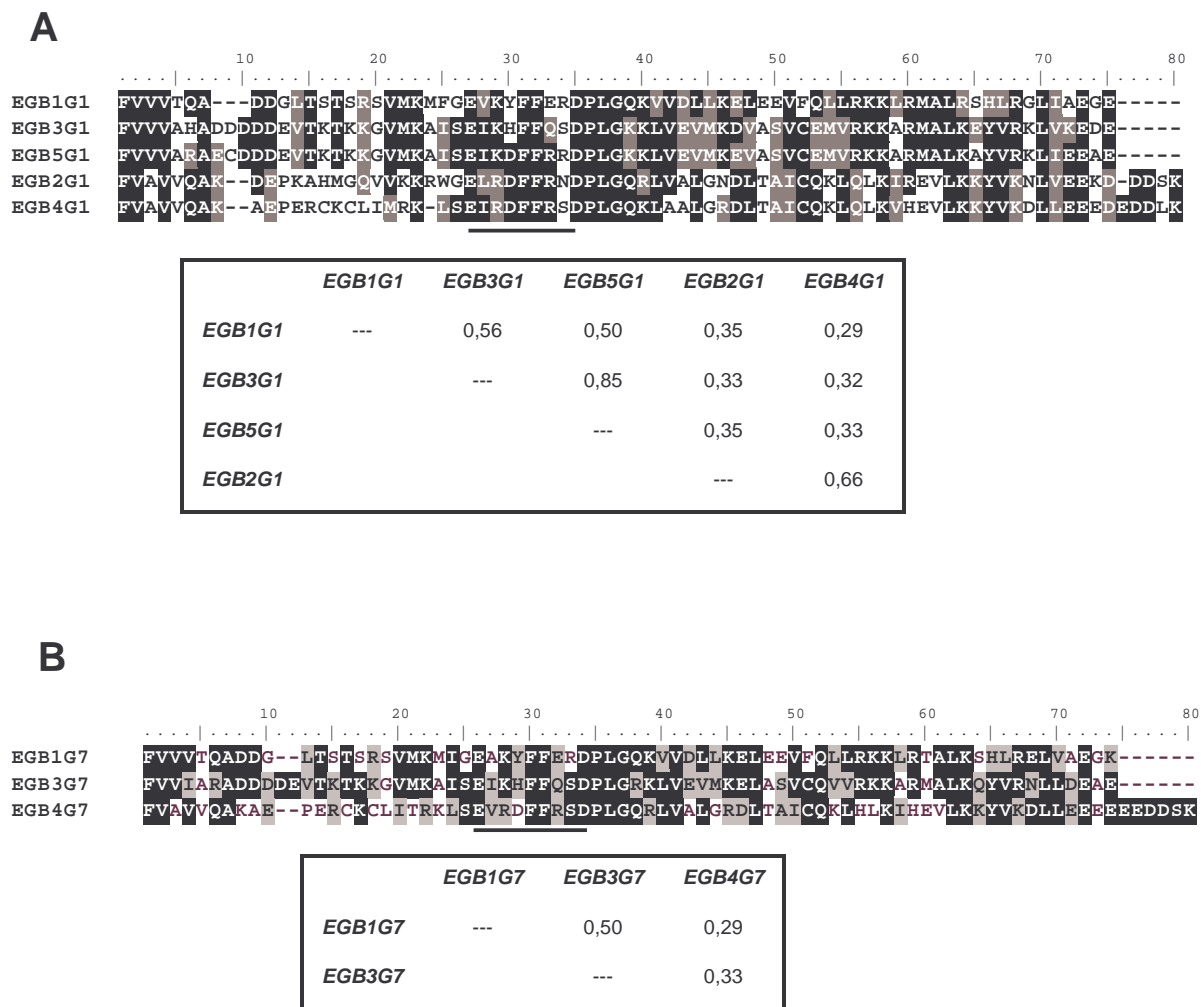 A
10 20 30 40 50 60 70 80
EGB1G1 FVVVTQA---DDGLTSTSRSVMKMFGEVKYFFERDPLGQKVVDLLKELEEVFQLLRKKLRMALRSHLRGLIAEGE-----
EGB3G1 FVVVAHADDDDDEVTKTKKGVMKAISEIKHFFQSDPLGKKLVEVMKDVASVCEMVRKKARMALKEYVRKLVKEDE-----
EGB5G1 FVVVARAECDDDEVTKTKKGVMKAISEIKDFFRRDPLGKKLVEVMKEVASVCEMVRKKARMALKAYVRKLIEEAE-----
EGB2G1 FVAVVQAK--DEPKAHMGQVVKKRWGELRDFFRNDPLGQRLVALGNDLTAICQKLQLKIREVLKKYVKNLVEEKD-DDSK
EGB4G1 FVAVVQAK--AEPERCKCLIMRK-LSEIRDFFRSDPLGQKLAALGRDLTAICQKLQLKVHEVLKKYVKDLLEEEDEDDLK
EGB1G1 EGB3G1 EGB5G1 EGB2G1 EGB4G1
EGB1G1 --- 0,56 0,50 0,35 0,29
EGB3G1 --- 0,85 0,33 0,32
EGB5G1 --- 0,35 0,33
EGB2G1 --- 0,66
B
10 20 30 40 50 60 70 80
EGB1G7 FVVVTQADDG--LTSTSRSVMKMIGEAKYFFERDPLGQKVVDLLKELEEVFQLLRKKLRTALKSHLRELVAEGK------
EGB3G7 FVVIARADDDDEVTKTKKGVMKAISEIKHFFQSDPLGRKLVEVMKELASVCQVVRKKARMALKQYVRNLLDEAE------
EGB4G7 FVAVVQAKAE--PERCKCLITRKLSEVRDFFRSDPLGQRLVALGRDLTAICQKLHLKIHEVLKKYVKDLLEEEEEEDDSK
EGB1G7 EGB3G7 EGB4G7
EGB1G7 --- 0,50 0,29
EGB3G7 --- 0,33